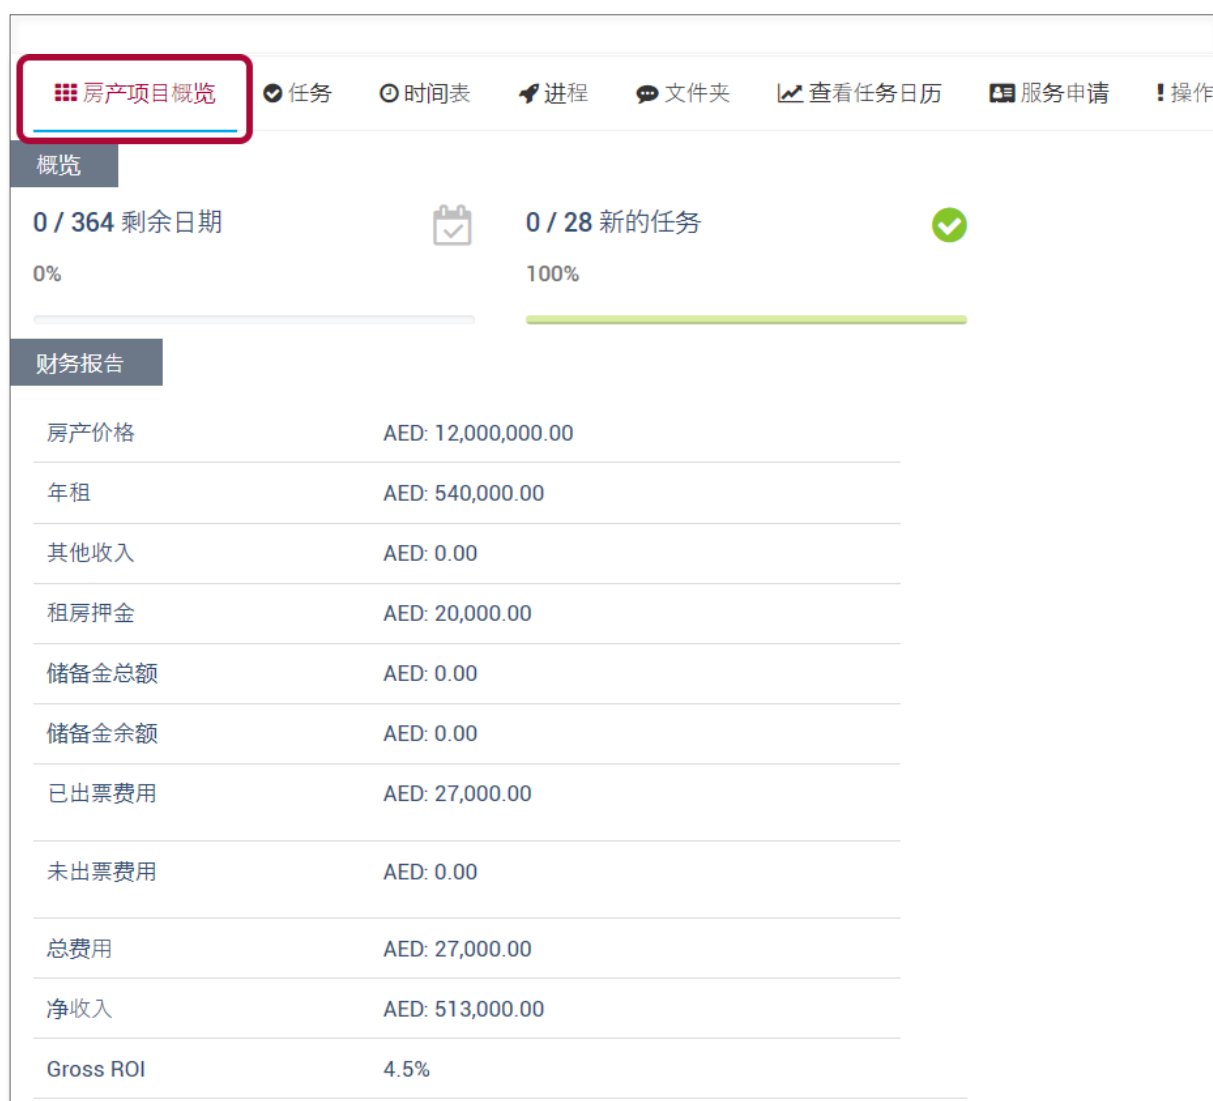 房产项目概览 任务 时间表 进程 文件夹 查看任务日历 服务申请 操作
概览
0 / 364 剩余日期 0 / 28 新的任务
0% 100%
财务报告
房产价格 AED: 12,000,000.00
年租 AED: 540,000.00
其他收入 AED: 0.00
租房押金 AED: 20,000.00
储备金总额 AED: 0.00
储备金余额 AED: 0.00
已出票费用 AED: 27,000.00
未出票费用 AED: 0.00
总费用 AED: 27,000.00
净收入 AED: 513,000.00
Gross ROI 4.5%